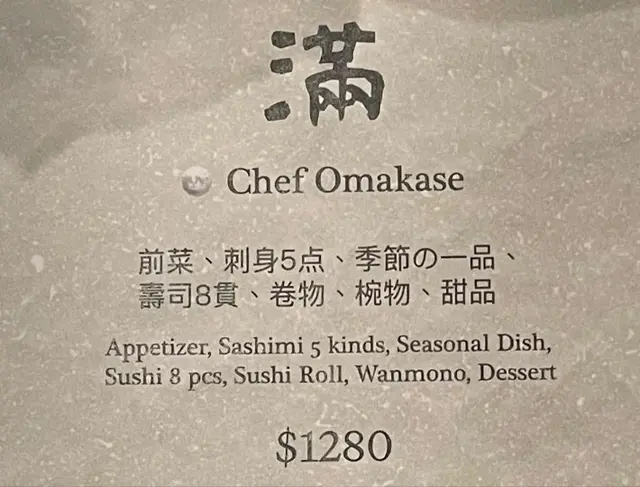 滿
Chef Omakase
前菜、刺身5点、季節の一品、
壽司8貫、卷物、椀物、甜品
Appetizer, Sashimi 5 kinds, Seasonal Dish,
Sushi 8 pcs, Sushi Roll, Wanmono, Dessert
$1280